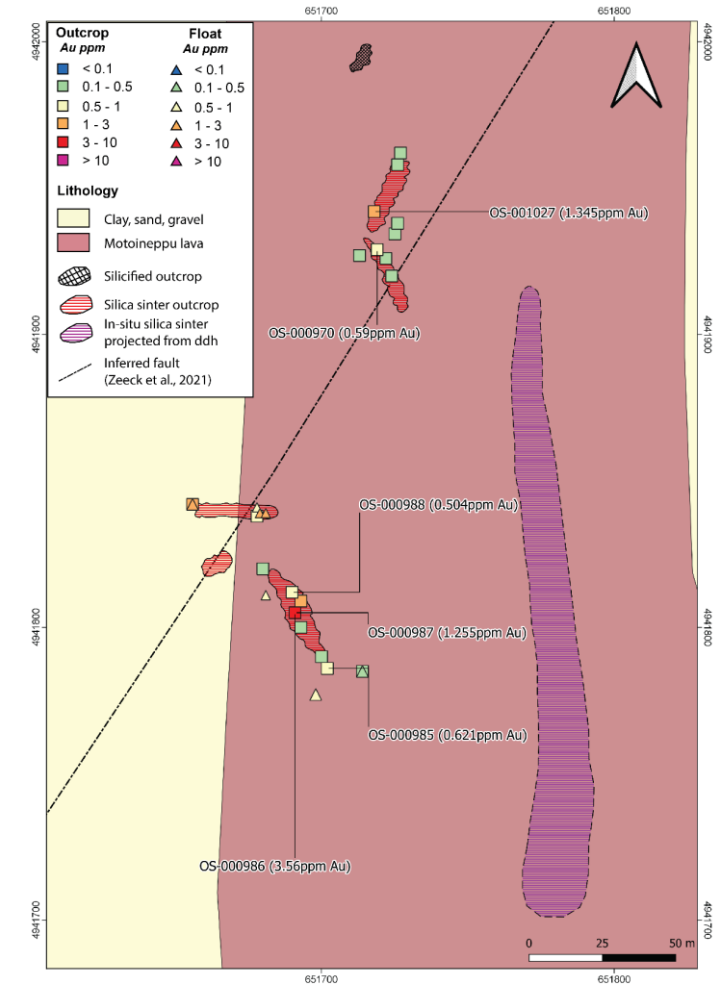 651700
651800
4942000
4942000
Outcrop
Au ppm
Float
Au ppm
< 0.1
< 0.1
0.1 - 0.5
0.1 - 0.5
0.5 - 1
0.5 - 1
1 - 3
1 - 3
3 - 10
3 - 10
> 10
> 10
Lithology
Clay, sand, gravel
Motoineppu lava
Silicified outcrop
Silica sinter outcrop
In-situ silica sinter
projected from ddh
Inferred fault
(Zeeck et al., 2021)
OS-001027 (1.345ppm Au)
OS-000970 (0.59ppm Au)
4941900
4941900
OS-000988 (0.504ppm Au)
4941800
4941800
OS-000987 (1.255ppm Au)
OS-000985 (0.621ppm Au)
OS-000986 (3.56ppm Au)
4941700
4941700
0
25
50 m
651700
651800